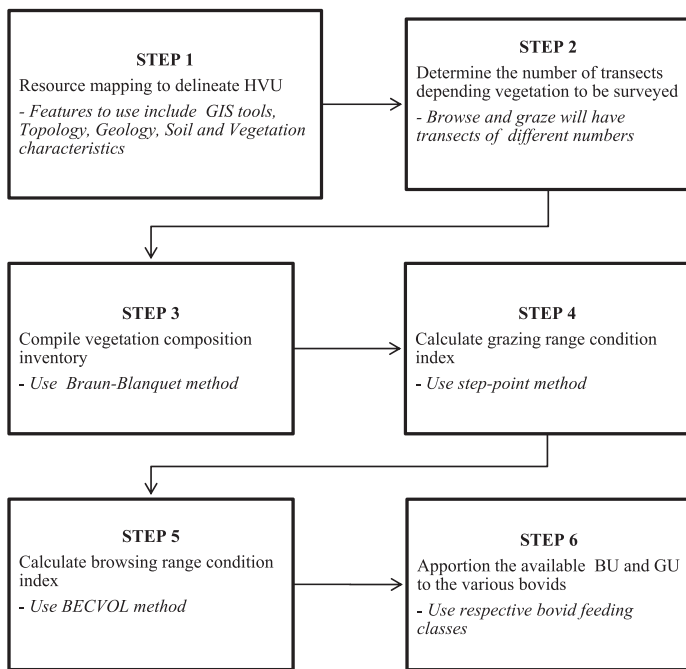 STEP 1
Resource mapping to delineate HVU
- Features to use include GIS tools,
Topology, Geology, Soil and Vegetation
characteristics
STEP 2
Determine the number of transects
depending vegetation to be surveyed
- Browse and graze will have
transects of different numbers
STEP 3
Compile vegetation composition
inventory
- Use Braun-Blanquet method
STEP 4
Calculate grazing range condition
index
- Use step-point method
STEP 5
Calculate browsing range condition
index
- Use BECVOL method
STEP 6
Apportion the available BU and GU
to the various bovids
- Use respective bovid feeding
classes